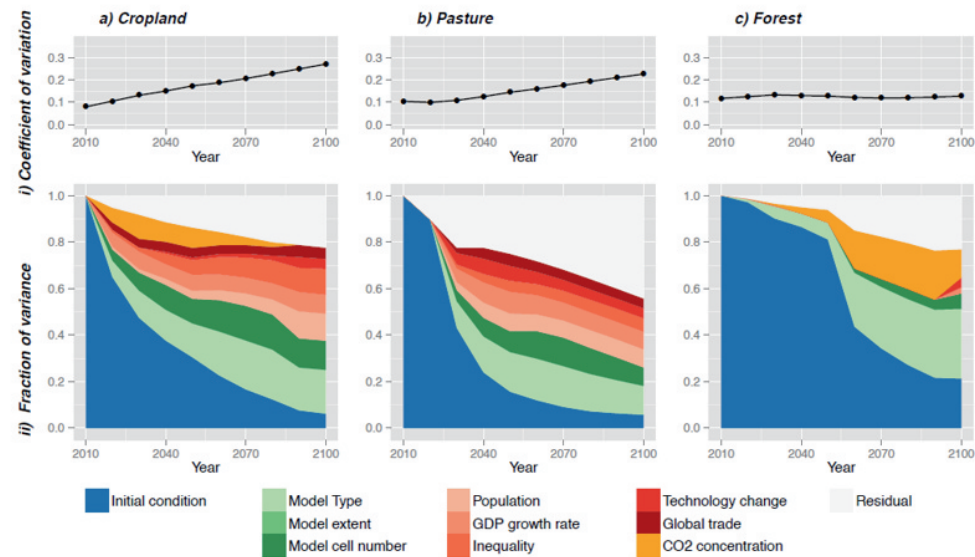 a) Cropland
b) Pasture
c) Forest
i) Coefficient of variation
0.3
0.2
0.1
0.0
2010 2040 2070 2100
Year
0.3
0.2
0.1
0.0
2010 2040 2070 2100
Year
0.3
0.2
0.1
0.0
2010 2040 2070 2100
Year
ii) Fraction of variance
1.0
0.8
0.6
0.4
0.2
0.0
2010 2040 2070 2100
Year
1.0
0.8
0.6
0.4
0.2
0.0
2010 2040 2070 2100
Year
1.0
0.8
0.6
0.4
0.2
0.0
2010 2040 2070 2100
Year
Initial condition
Model Type
Model extent
Model cell number
Population
GDP growth rate
Inequality
Technology change
Global trade
CO2 concentration
Residual